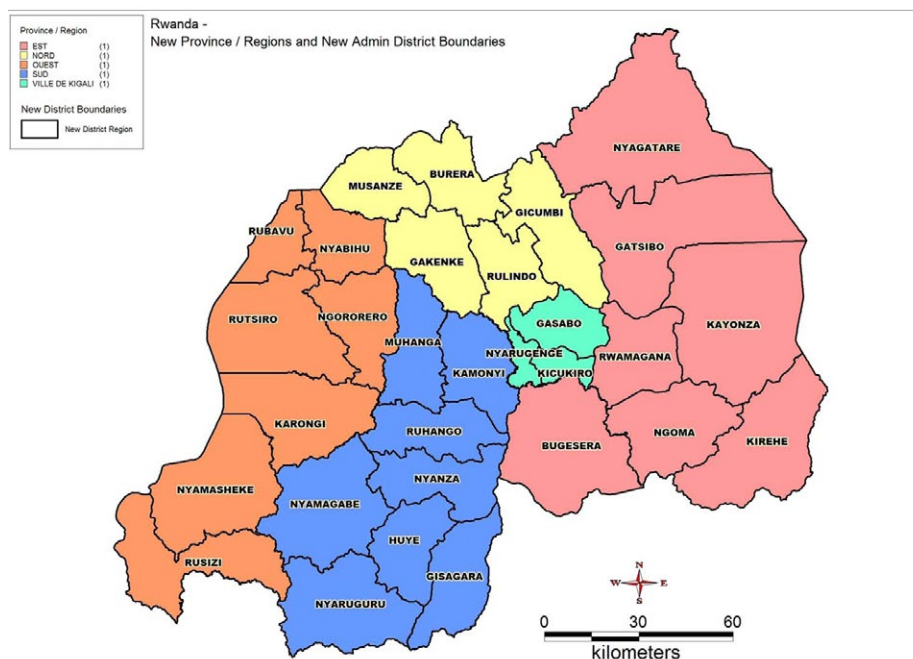 Rwanda -
New Province / Regions and New Admin District Boundaries
Province / Region
EST (1)
NORD (1)
OUEST (1)
SUD (1)
VILLE DE KIGALI (1)
New District Boundaries
New District Region
NYAGATARE
BURERA
MUSANZE
GICUMBI
RUBAVU
NYABIHU
GATSIBO
GAKENKE
RULINDO
RUTSIRO
NGORORERO
GASABO
KAYONZA
MUHANGA
NYARUGENGE
RWAMAGANA
KAMONYI
KICUKIRO
KARONGI
RUHANGO
NGOMA
BUGESERA
KIREHE
NYAMASHEKE
NYANZA
NYAMAGABE
HUYE
RUSIZI
GISAGARA
NYARUGURU
N
W E
S
0 30 60
kilometers